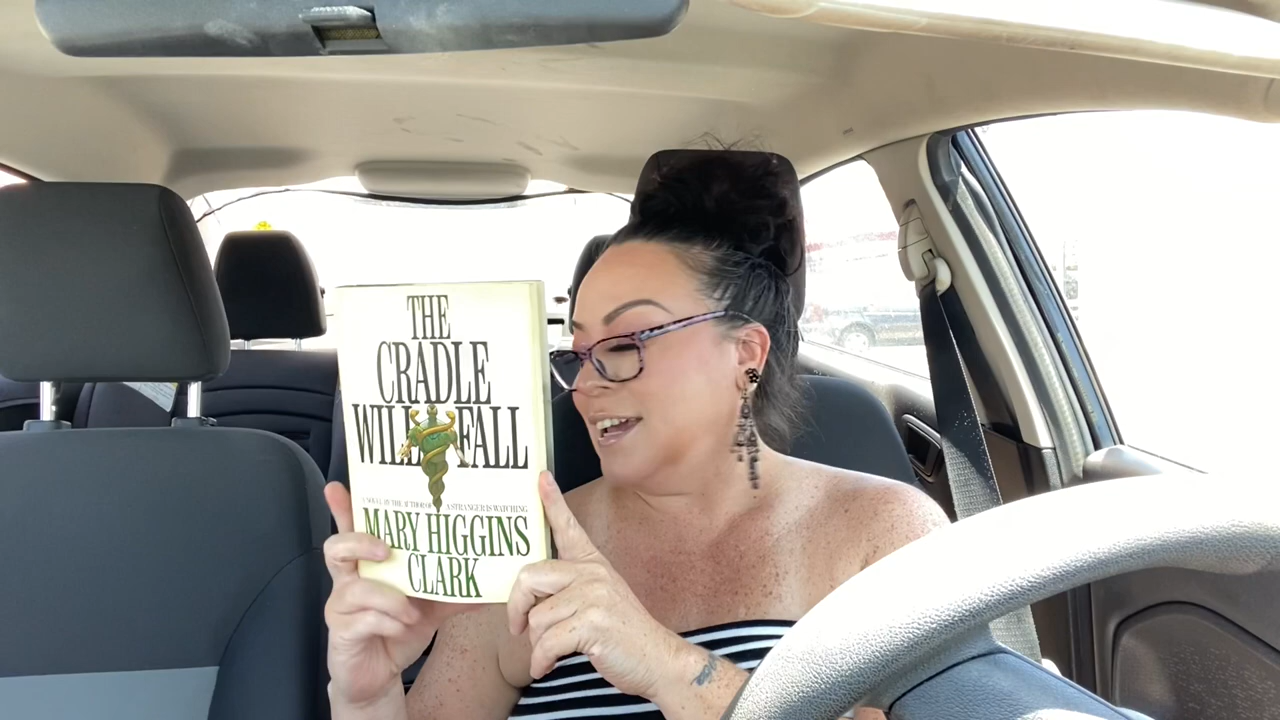 THE
CRADLE
WILL FALL
A NOVEL BY THE AUTHOR OF A STRANGER IS WATCHING
MARY HIGGINS
CLARK